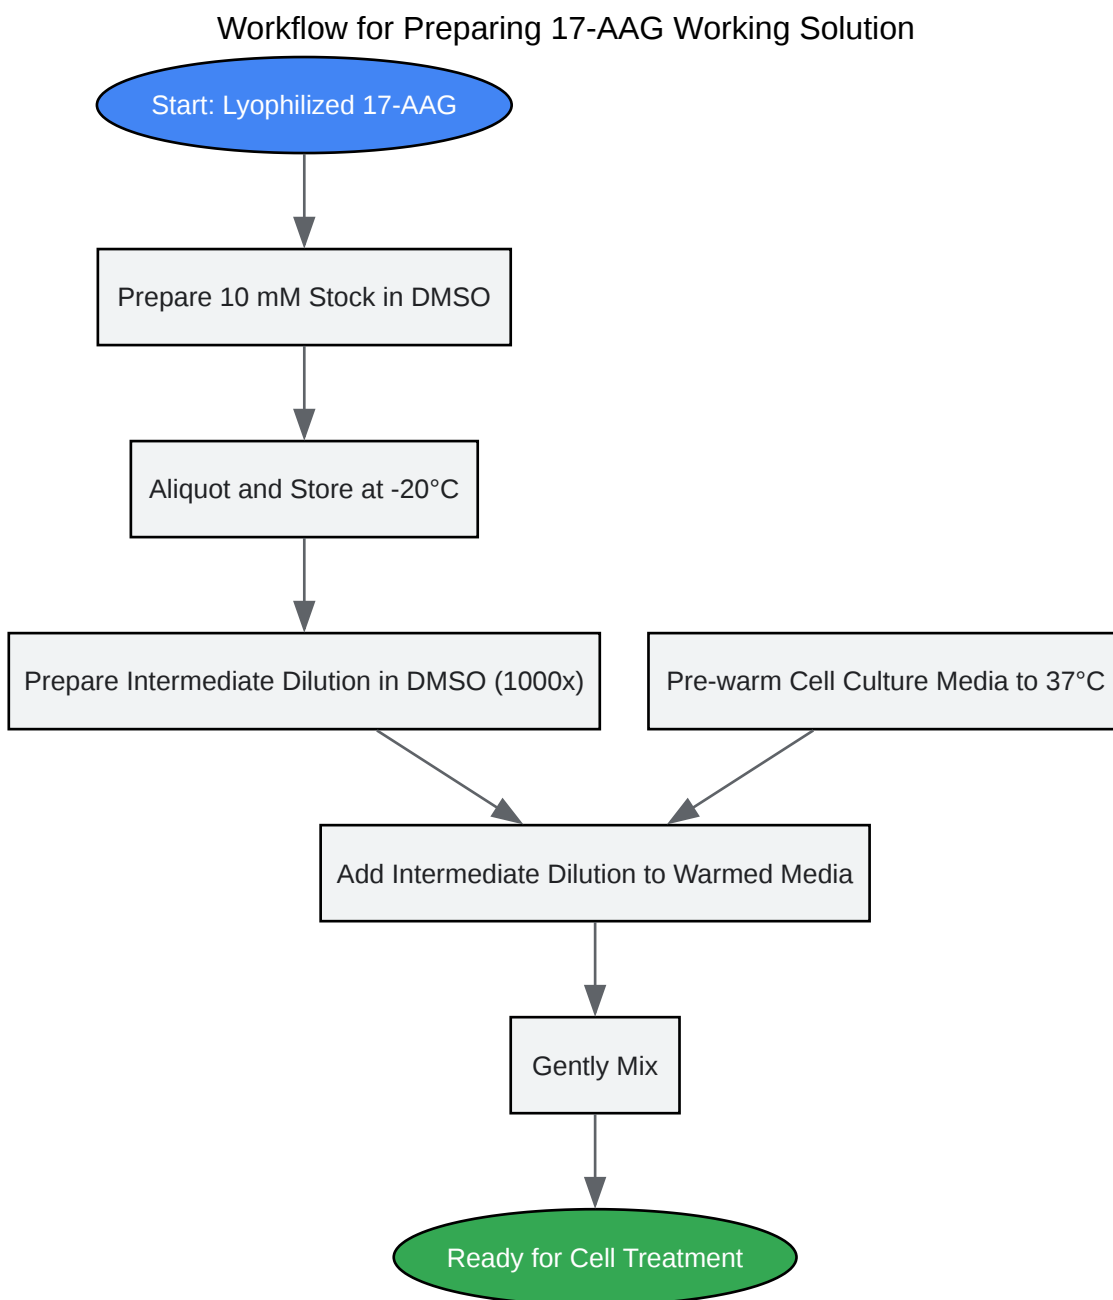 Workflow for Preparing 17-AAG Working Solution
Start: Lyophilized 17-AAG
Prepare 10 mM Stock in DMSO
Aliquot and Store at -20°C
Prepare Intermediate Dilution in DMSO (1000x)
Pre-warm Cell Culture Media to 37°C
Add Intermediate Dilution to Warmed Media
Gently Mix
Ready for Cell Treatment